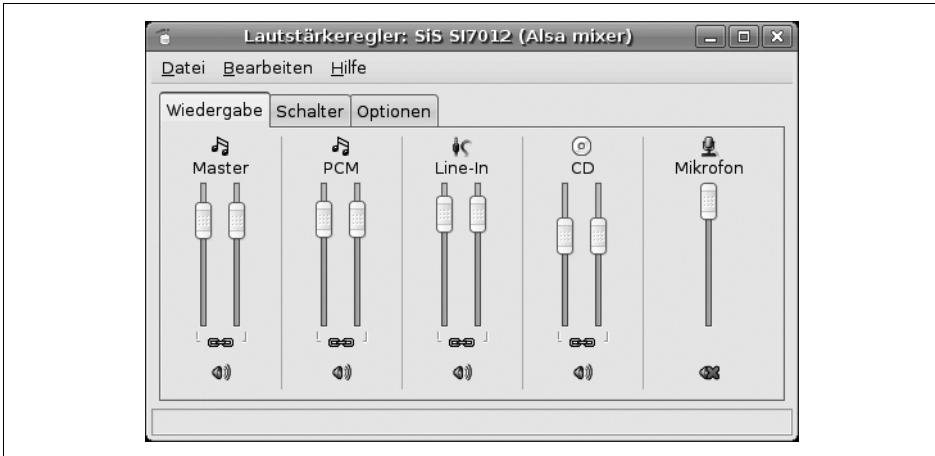 Lautstärkeregler: SiS SI7012 (Alsa mixer)
Datei Bearbeiten Hilfe
Wiedergabe Schalter Optionen
Master PCM Line-In CD Mikrofon